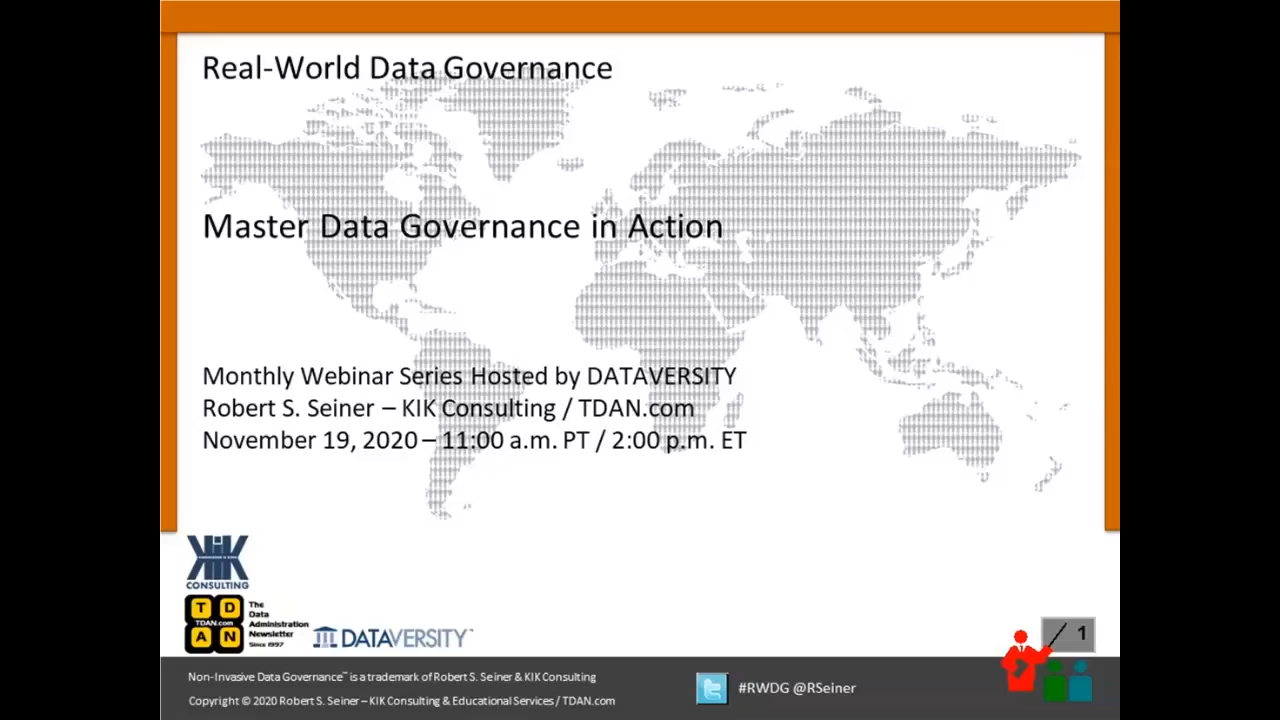 Real-World Data Governance
Master Data Governance in Action
Monthly Webinar Series Hosted by DATAVERSITY
Robert S. Seiner – KIK Consulting / TDAN.com
November 19, 2020 – 11:00 a.m. PT / 2:00 p.m. ET
KIK
CONSULTING
T D
TDAN.com
A N
The
Data
Administration
Newsletter
Since 1997
DATAVERSITY™
1
Non-Invasive Data Governance™ is a trademark of Robert S. Seiner & KIK Consulting
Copyright © 2020 Robert S. Seiner – KIK Consulting & Educational Services / TDAN.com
#RWDG @RSeiner